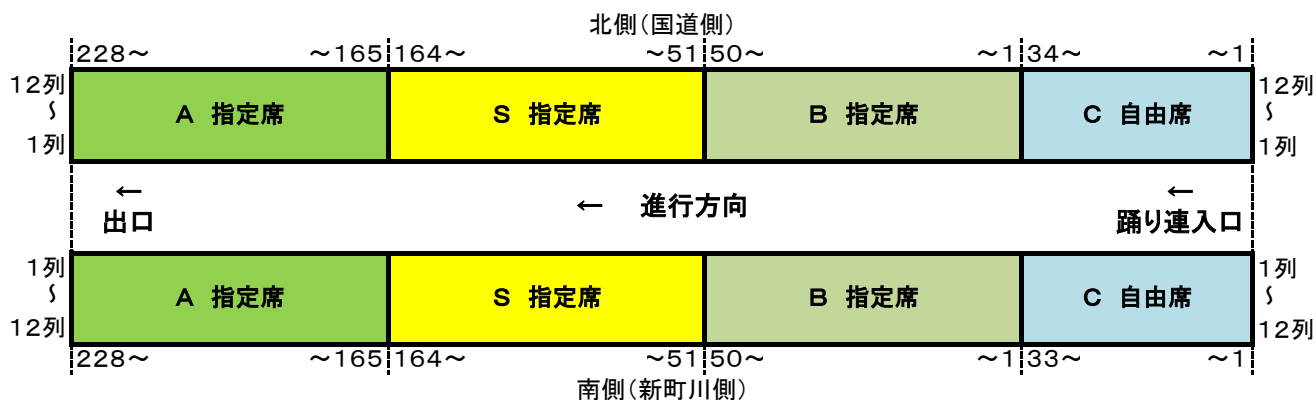 北側（国道側）
228～ ～165 164～ ～51 50～ ～1 34～ ～1
12列 A 指定席 S 指定席 B 指定席 C 自由席 12列
～ ～
1列 1列
← ← 進行方向 ←
出口 踊り連入口
1列 A 指定席 S 指定席 B 指定席 C 自由席 1列
～ ～
12列 12列
228～ ～165 164～ ～51 50～ ～1 33～ ～1
南側（新町川側）